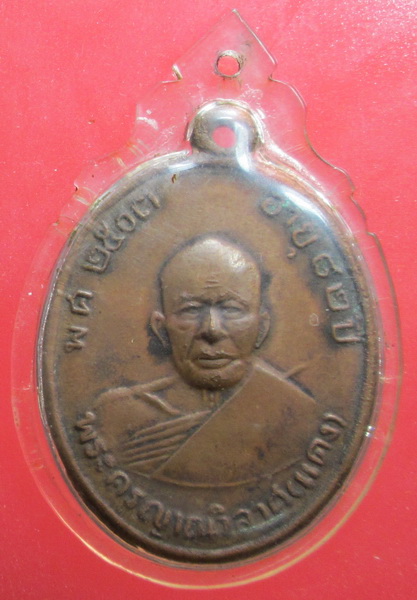 พ ศ ๒๕๐๓
อายุ ๘๒ ปี
พระครูญาณวิลาศ(แดง)